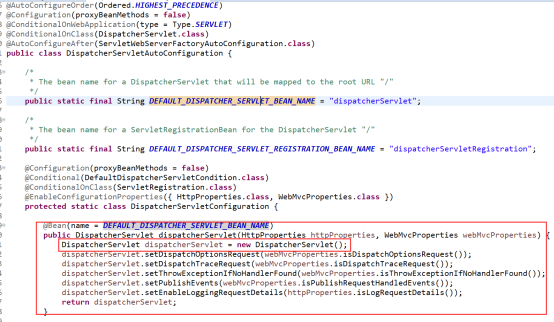 @AutoConfigureOrder(Ordered.HIGHEST_PRECEDENCE)
@Configuration(proxyBeanMethods = false)
@ConditionalOnWebApplication(type = Type.SERVLET)
@ConditionalOnClass(DispatcherServlet.class)
@AutoConfigureAfter(ServletWebServerFactoryAutoConfiguration.class)
public class DispatcherServletAutoConfiguration {
/*
* The bean name for a DispatcherServlet that will be mapped to the root URL "/"
*/
public static final String DEFAULT_DISPATCHER_SERVLET_BEAN_NAME = "dispatcherServlet";
/*
* The bean name for a ServletRegistrationBean for the DispatcherServlet "/"
*/
public static final String DEFAULT_DISPATCHER_SERVLET_REGISTRATION_BEAN_NAME = "dispatcherServletRegistration";
@Configuration(proxyBeanMethods = false)
@Conditional(DefaultDispatcherServletCondition.class)
@ConditionalOnClass(ServletRegistration.class)
@EnableConfigurationProperties({ HttpProperties.class, WebMvcProperties.class })
protected static class DispatcherServletConfiguration {
@Bean(name = DEFAULT_DISPATCHER_SERVLET_BEAN_NAME)
public DispatcherServlet dispatcherServlet(HttpProperties httpProperties, WebMvcProperties webMvcProperties) {
DispatcherServlet dispatcherServlet = new DispatcherServlet();
dispatcherServlet.setDispatchOptionsRequest(webMvcProperties.isDispatchOptionsRequest());
dispatcherServlet.setDispatchTraceRequest(webMvcProperties.isDispatchTraceRequest());
dispatcherServlet.setThrowExceptionIfNoHandlerFound(webMvcProperties.isThrowExceptionIfNoHandlerFound());
dispatcherServlet.setPublishEvents(webMvcProperties.isPublishRequestHandledEvents());
dispatcherServlet.setEnableLoggingRequestDetails(httpProperties.isLogRequestDetails());
return dispatcherServlet;
}